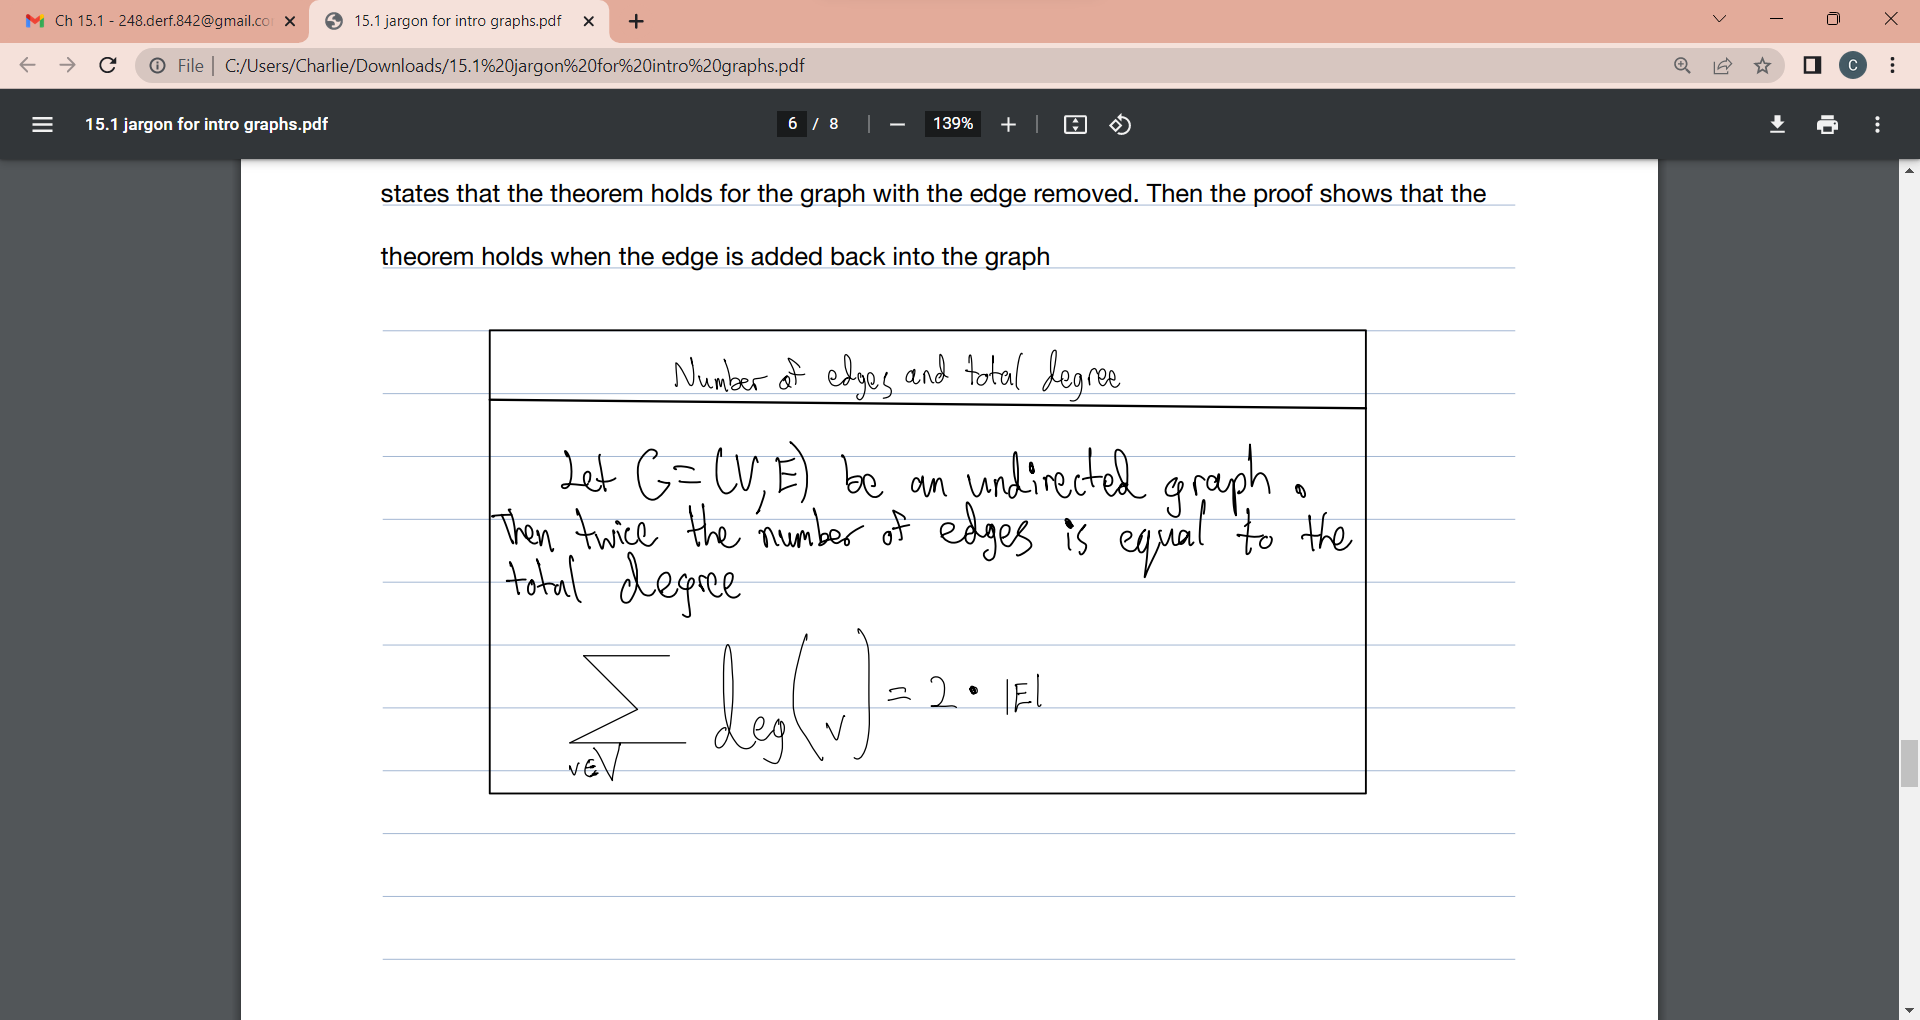 Ch 15.1 - 248.derf.842@gmail.co
15.1 jargon for intro graphs.pdf
File
C:/Users/Charlie/Downloads/15.1%20jargon%20for%20intro%20graphs.pdf
C
15.1 jargon for intro graphs.pdf
6 / 8
139%
states that the theorem holds for the graph with the edge removed. Then the proof shows that the
theorem holds when the edge is added back into the graph
Number of edges and total degree
Let G = (V, E) be an undirected graph.
Then twice the number of edges is equal to the
total degree
∑ deg(v) = 2 • |E|
v∈V